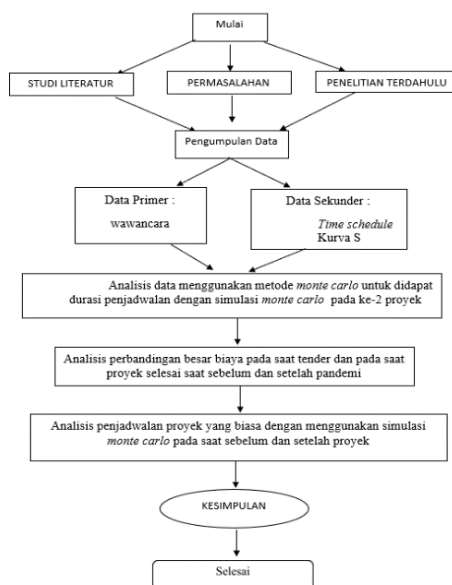 Mulai
STUDI LITERATUR
PERMASALAHAN
PENELITIAN TERDAHULU
Pengumpulan Data
Data Primer :
wawancara
Data Sekunder :
Time schedule
Kurva S
Analisis data menggunakan metode monte carlo untuk didapat
durasi penjadwalan dengan simulasi monte carlo pada ke-2 proyek
Analisis perbandingan besar biaya pada saat tender dan pada saat
proyek selesai saat sebelum dan setelah pandemi
Analisis penjadwalan proyek yang biasa dengan menggunakan simulasi
monte carlo pada saat sebelum dan setelah proyek
KESIMPULAN
Selesai